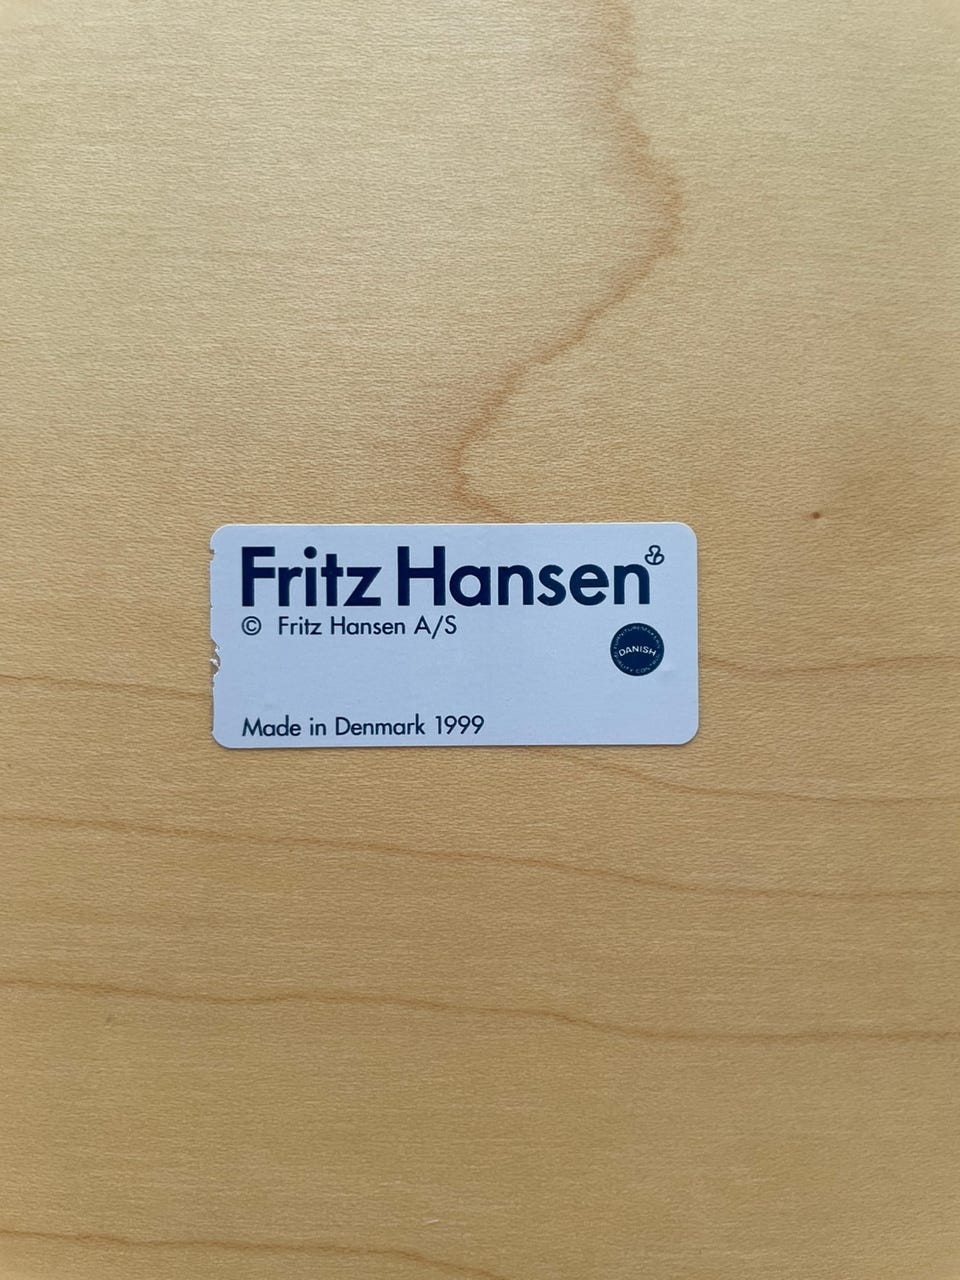 Fritz Hansen
© Fritz Hansen A/S
DANISH
Made in Denmark 1999